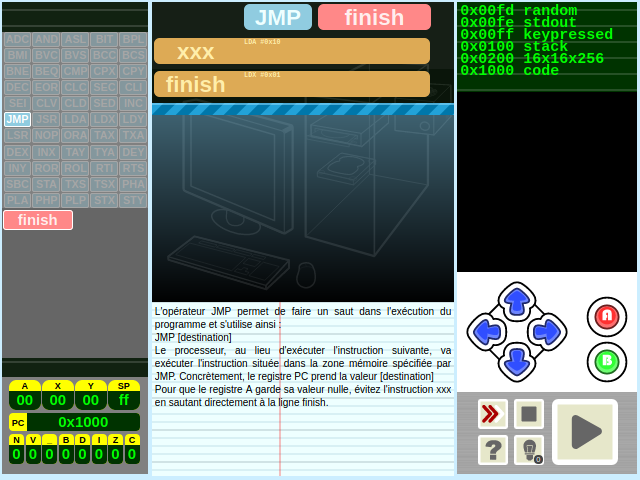 JMP finish
LDA #0x10
xxx
LDX #0x01
finish
ADC AND ASL BIT BPL
BMI BVC BVS BCC BCS
BNE BEQ CMP CPX CPY
DEC EOR CLC SEC CLI
SEI CLV CLD SED INC
JMP JSR LDA LDX LDY
LSR NOP ORA TAX TXA
DEX INX TAY TYA DEY
INY ROR ROL RTI RTS
SBC STA TXS TSX PHA
PLA PHP PLP STX STY
finish
A X Y SP
00 00 00 ff
PC 0x1000
N V _ B D I Z C
0 0 0 0 0 0 0 0
L'opérateur JMP permet de faire un saut dans l'exécution du
programme et s'utilise ainsi :
JMP [destination]
Le processeur, au lieu d'exécuter l'instruction suivante, va
exécuter l'instruction située dans la zone mémoire spécifiée par
JMP. Concrètement, le registre PC prend la valeur [destination]
Pour que le registre A garde sa valeur nulle, évitez l'instruction xxx
en sautant directement à la ligne finish.
0x00fd random
0x00fe stdout
0x00ff keypressed
0x0100 stack
0x0200 16x16x256
0x1000 code
A
B
?
0